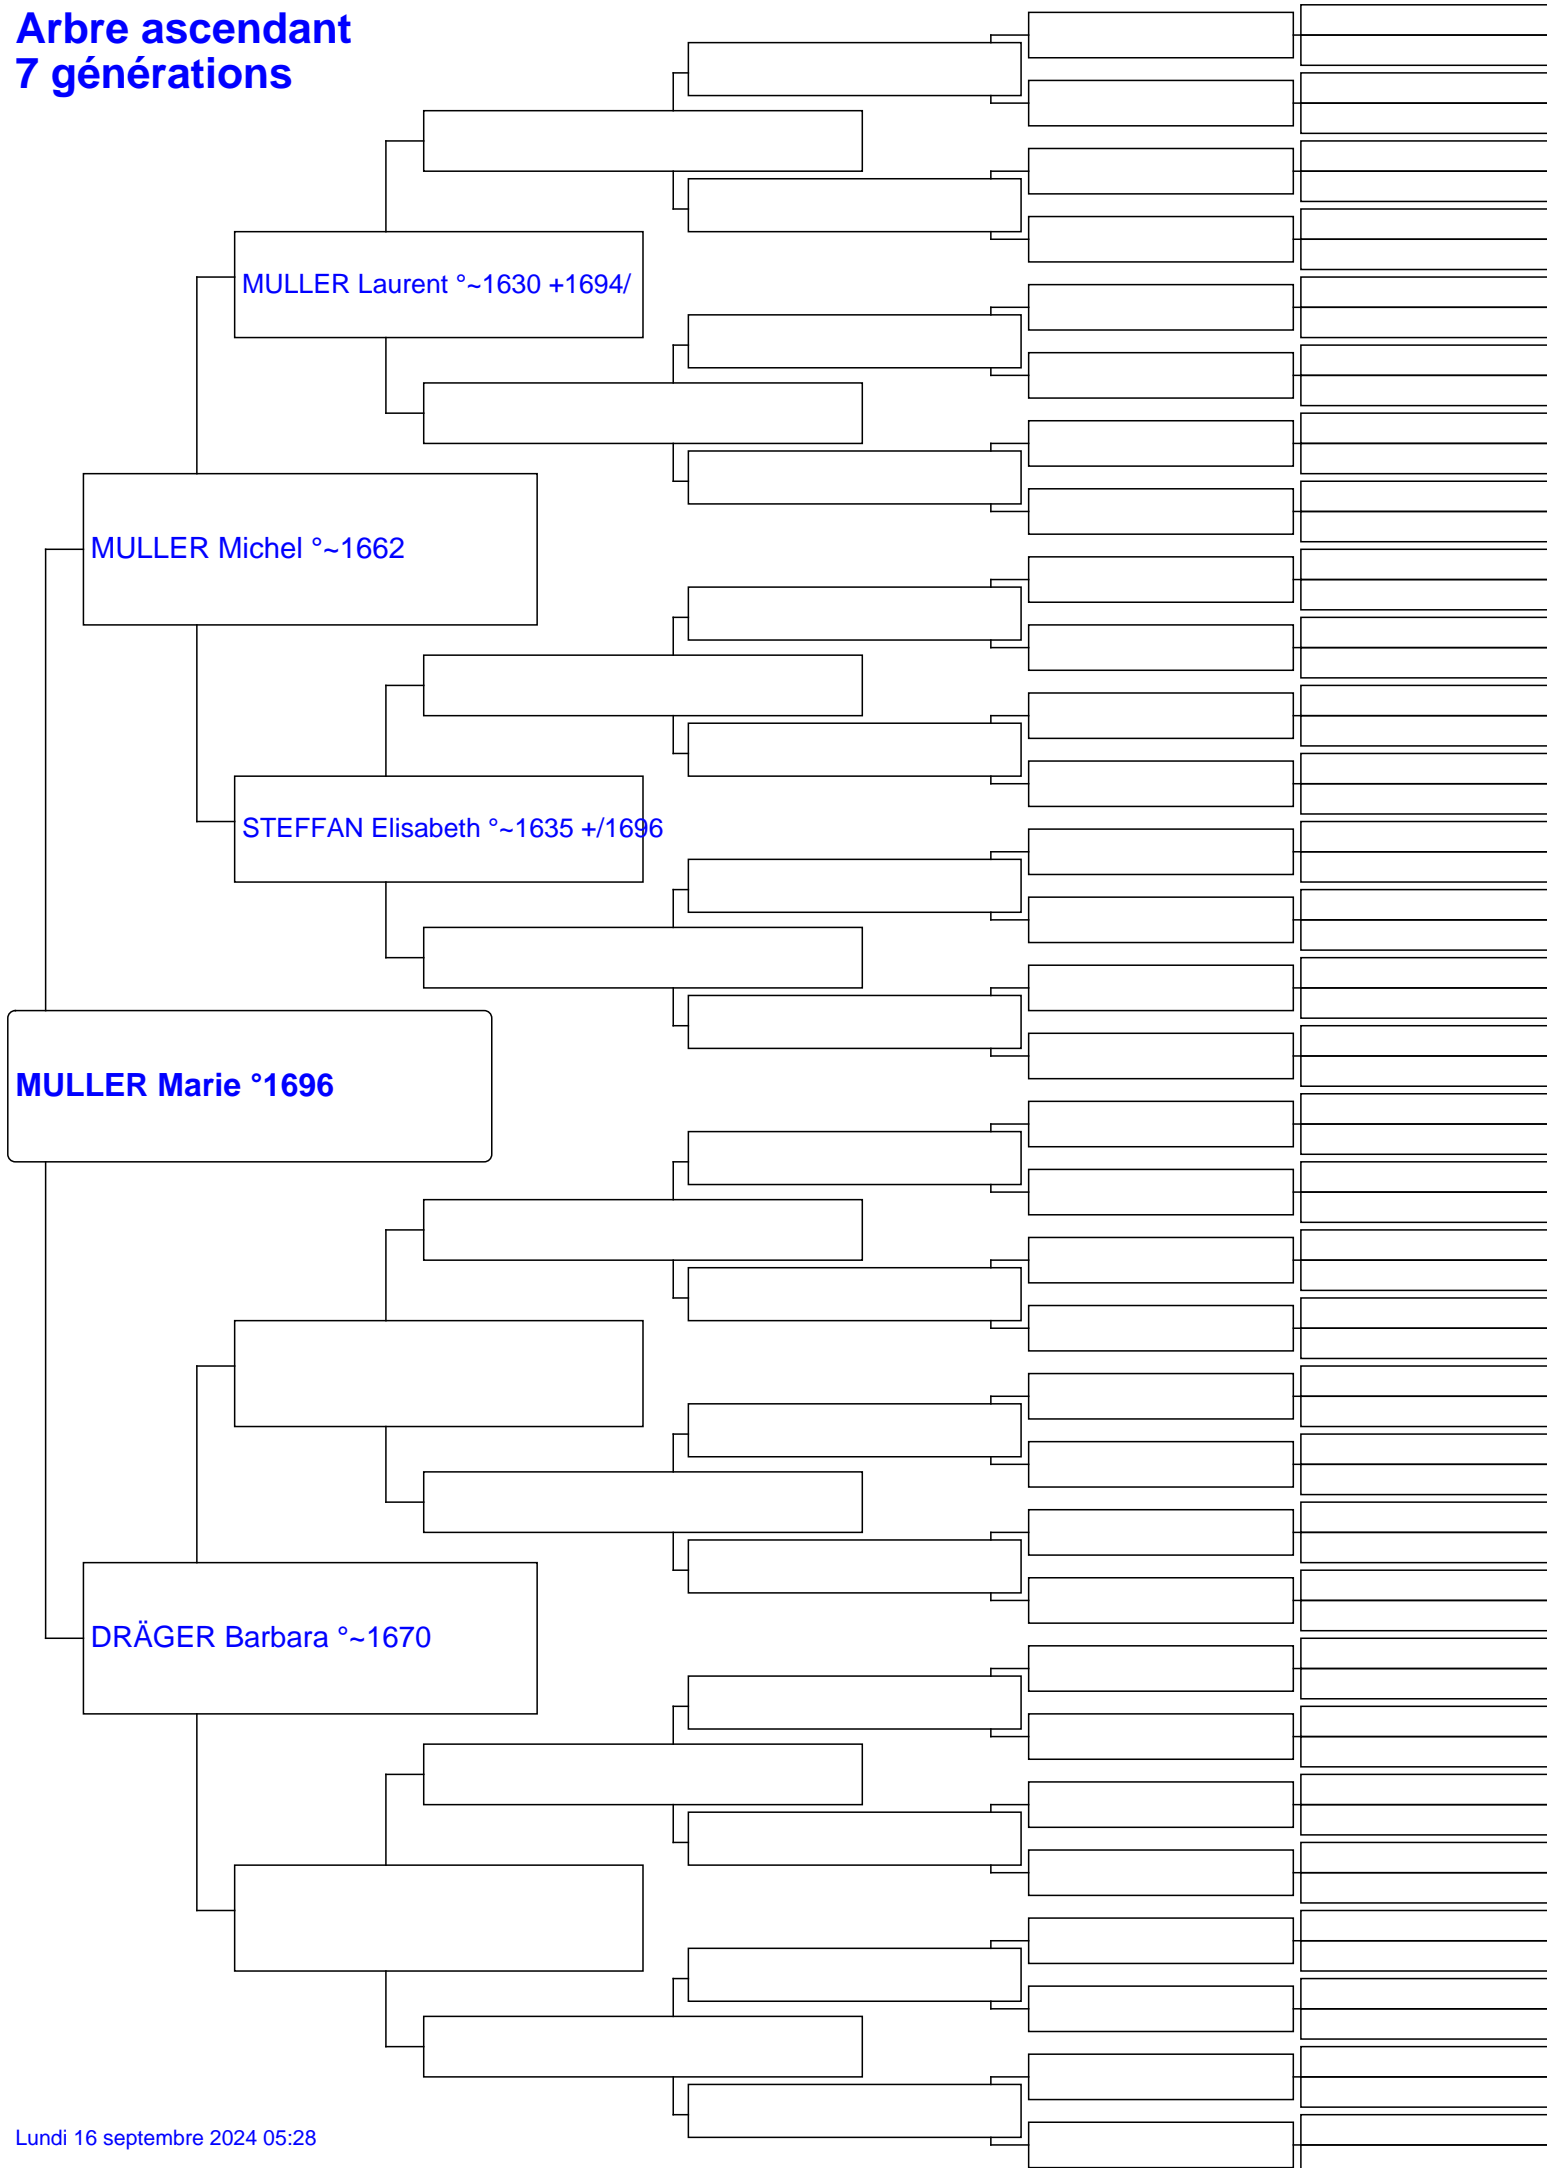 Arbre ascendant
7 générations
MULLER Laurent °~1630 +1694/
MULLER Michel °~1662
STEFFAN Elisabeth °~1635 +/1696
MULLER Marie °1696
DRÄGER Barbara °~1670
Lundi 16 septembre 2024 05:28